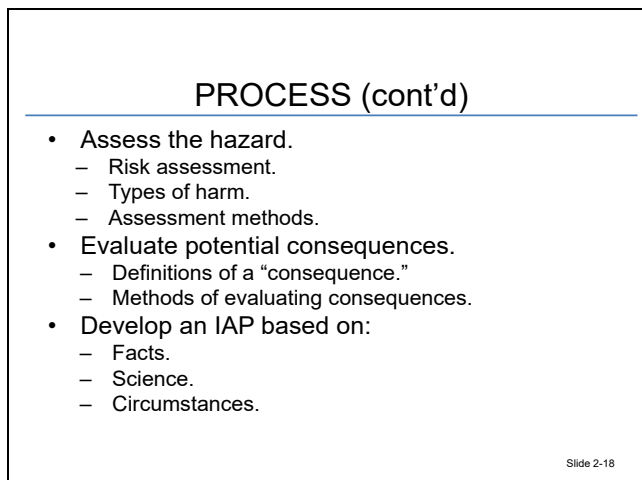 PROCESS (cont’d)
• Assess the hazard.
– Risk assessment.
– Types of harm.
– Assessment methods.
• Evaluate potential consequences.
– Definitions of a “consequence.”
– Methods of evaluating consequences.
• Develop an IAP based on:
– Facts.
– Science.
– Circumstances.
Slide 2-18